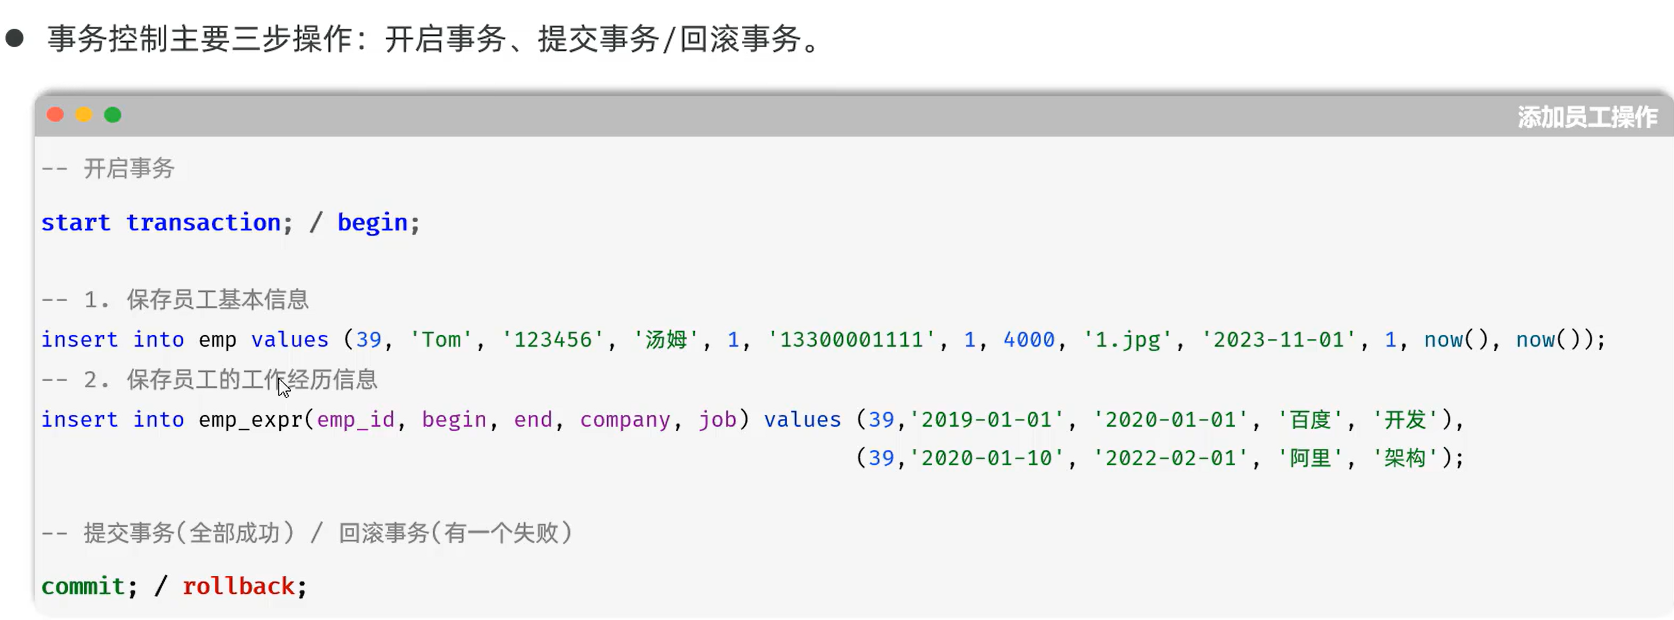 ● 事务控制主要三步操作：开启事务、提交事务/回滚事务。
添加员工操作
-- 开启事务
start transaction; / begin;
-- 1. 保存员工基本信息
insert into emp values (39, 'Tom', '123456', '汤姆', 1, '13300001111', 1, 4000, '1.jpg', '2023-11-01', 1, now(), now());
-- 2. 保存员工的工作经历信息
insert into emp_expr(emp_id, begin, end, company, job) values (39,'2019-01-01', '2020-01-01', '百度', '开发'),
(39,'2020-01-10', '2022-02-01', '阿里', '架构');
-- 提交事务(全部成功) / 回滚事务(有一个失败)
commit; / rollback;